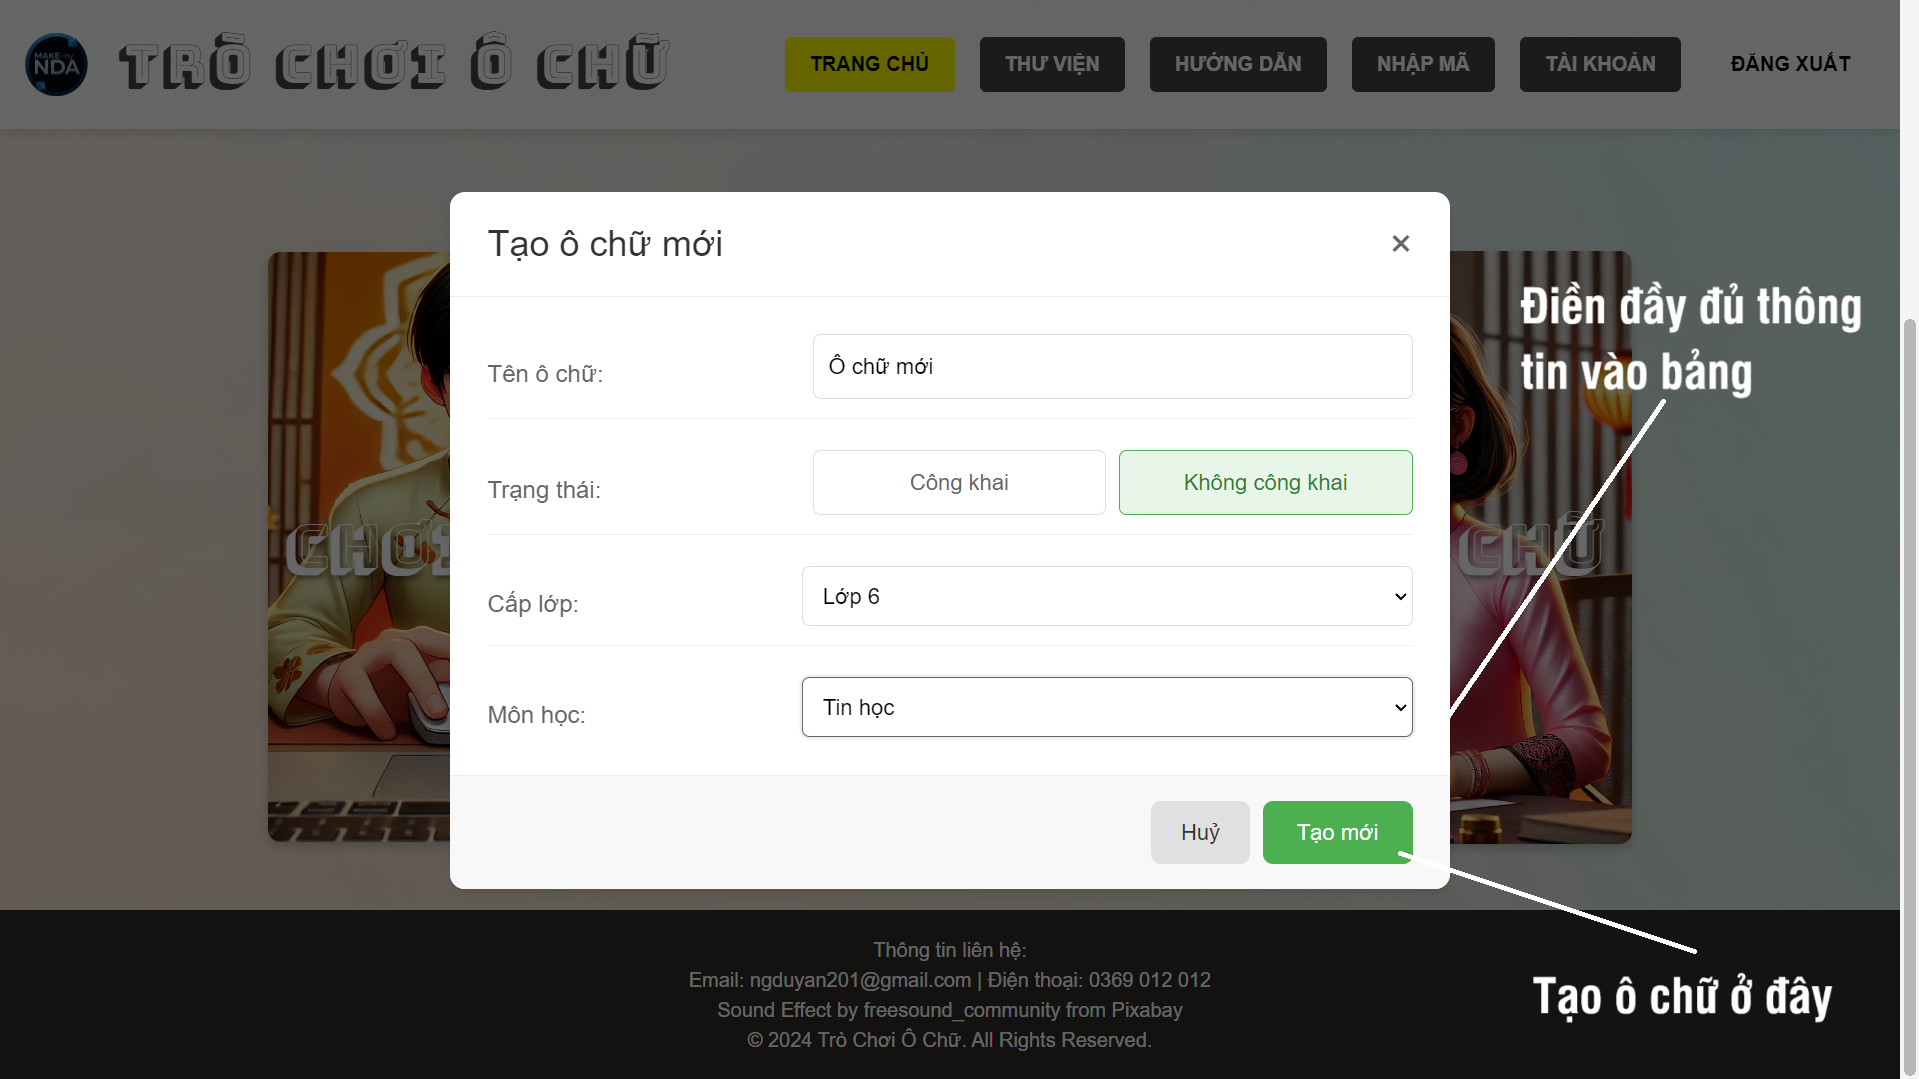 MAKE by
NDA
TRÒ CHƠI Ô CHỮ
TRANG CHỦ
THƯ VIỆN
HƯỚNG DẪN
NHẬP MÃ
TÀI KHOẢN
ĐĂNG XUẤT
Tạo ô chữ mới
×
Tên ô chữ:
Ô chữ mới
Trạng thái:
Công khai
Không công khai
Cấp lớp:
Lớp 6
Môn học:
Tin học
Huỷ
Tạo mới
CHƠI
CHỮ
Điền đầy đủ thông
tin vào bảng
Tạo ô chữ ở đây
Thông tin liên hệ:
Email: ngduyan201@gmail.com | Điện thoại: 0369 012 012
Sound Effect by freesound_community from Pixabay
© 2024 Trò Chơi Ô Chữ. All Rights Reserved.